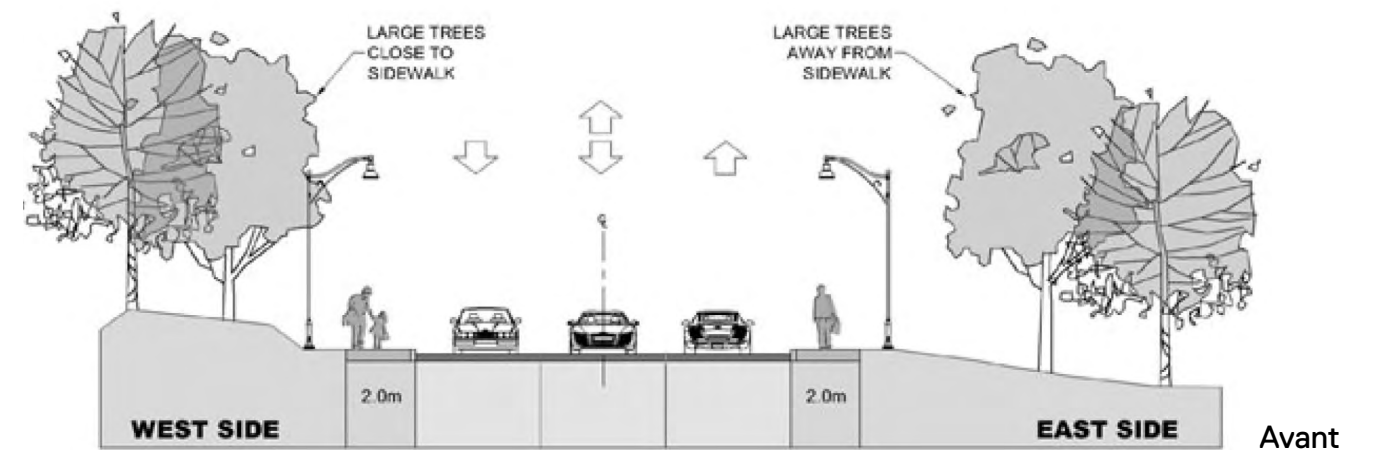 LARGE TREES
CLOSE TO
SIDEWALK
LARGE TREES
AWAY FROM
SIDEWALK
2.0m
2.0m
WEST SIDE
EAST SIDE
Avant